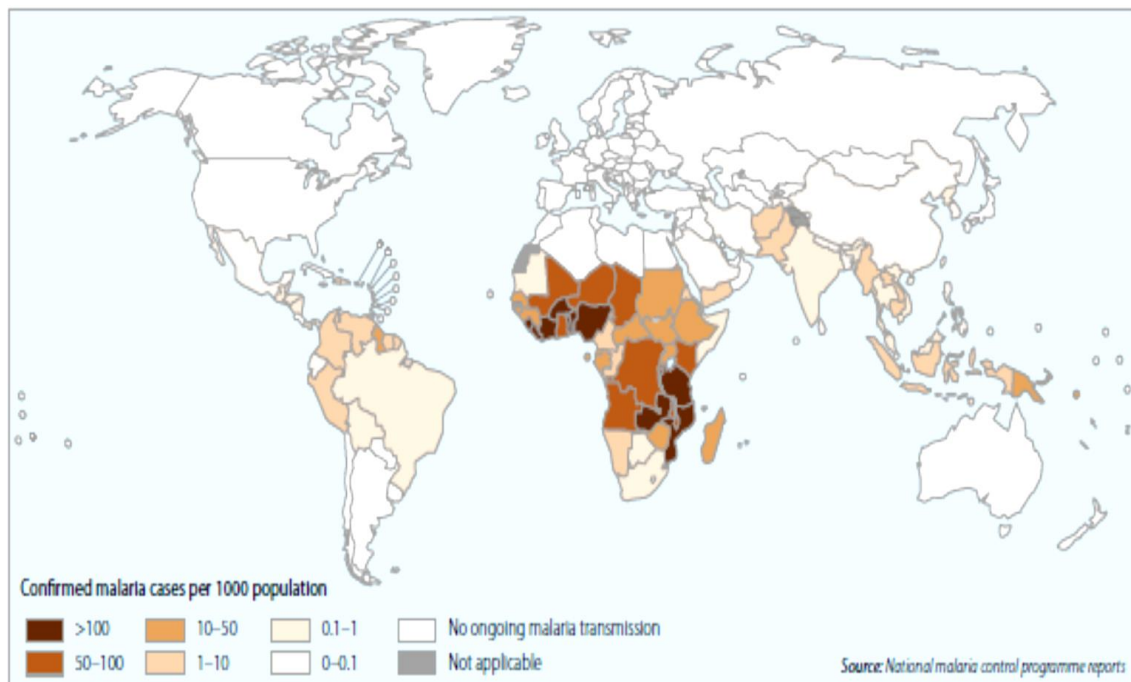 Confirmed malaria cases per 1000 population
>100
10–50
0.1–1
No ongoing malaria transmission
50–100
1–10
0–0.1
Not applicable
Source: National malaria control programme reports